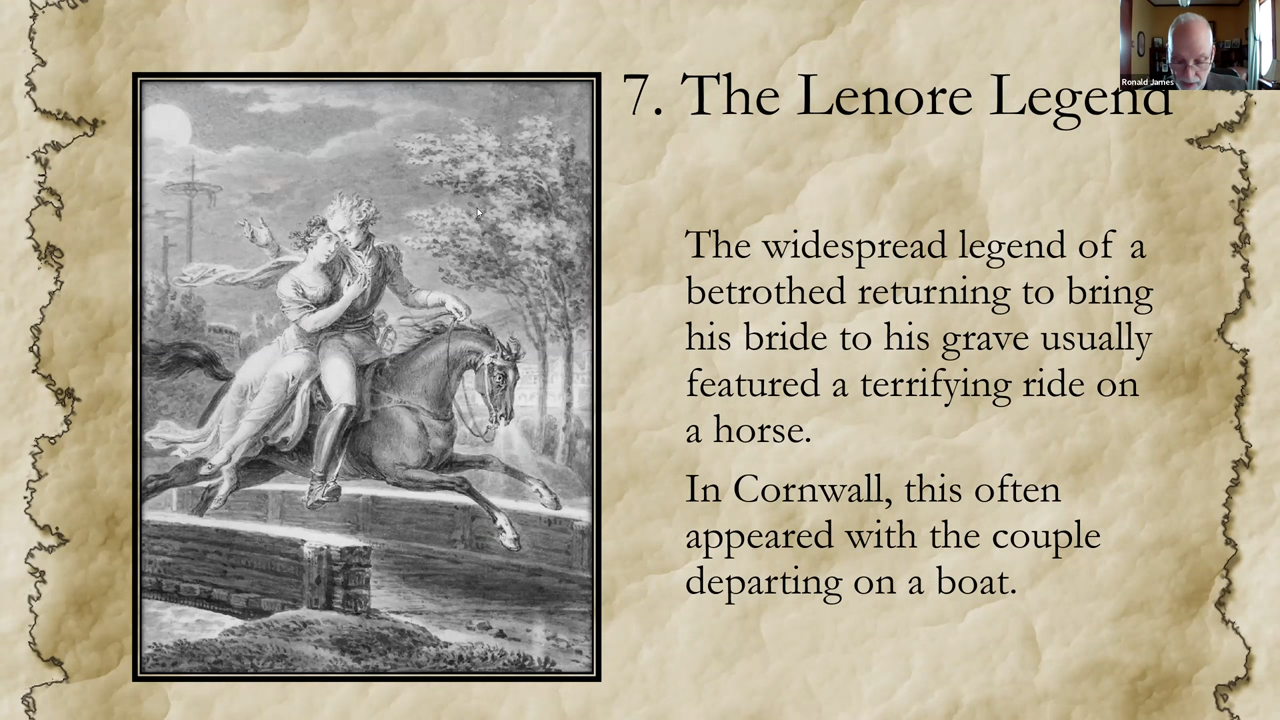 Ronald James
7. The Lenore Legend
The widespread legend of a
betrothed returning to bring
his bride to his grave usually
featured a terrifying ride on
a horse.
In Cornwall, this often
appeared with the couple
departing on a boat.